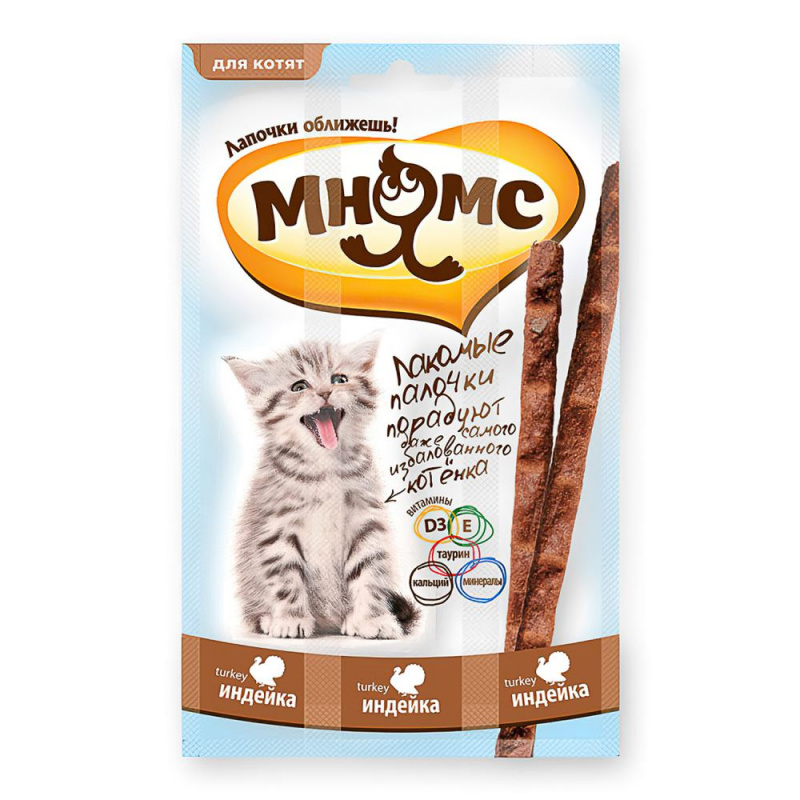 ДЛЯ КОТЯТ
Лапочки оближешь!
МНЯМС
Лакомые
палочки
порадуют
даже самого
избалованного
котёнка
витамины
D3 E
таурин
кальций минералы
turkey
индейка
turkey
индейка
turkey
индейка